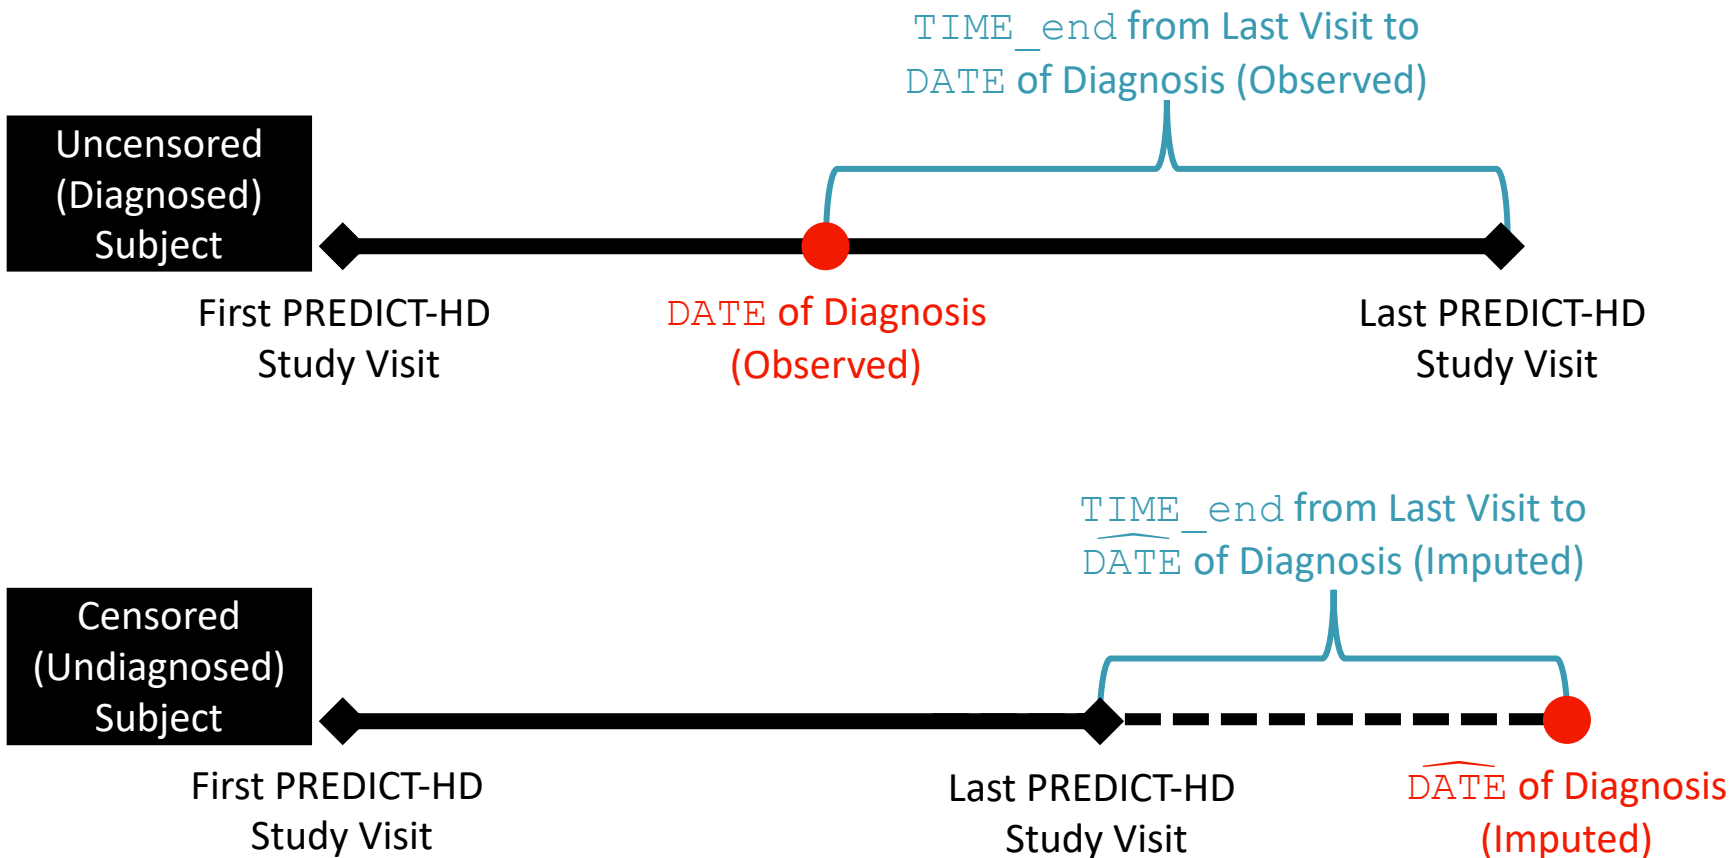 TIME_end from Last Visit to
DATE of Diagnosis (Observed)
Uncensored
(Diagnosed)
Subject
First PREDICT-HD
Study Visit
DATE of Diagnosis
(Observed)
Last PREDICT-HD
Study Visit
TIME_end from Last Visit to
D͡ATE of Diagnosis (Imputed)
Censored
(Undiagnosed)
Subject
First PREDICT-HD
Study Visit
Last PREDICT-HD
Study Visit
D͡ATE of Diagnosis
(Imputed)